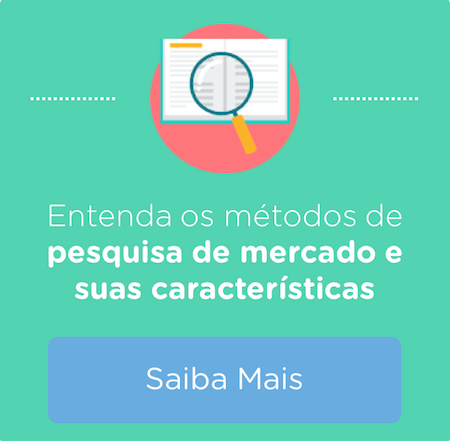 Entenda os métodos de
pesquisa de mercado e
suas características
Saiba Mais